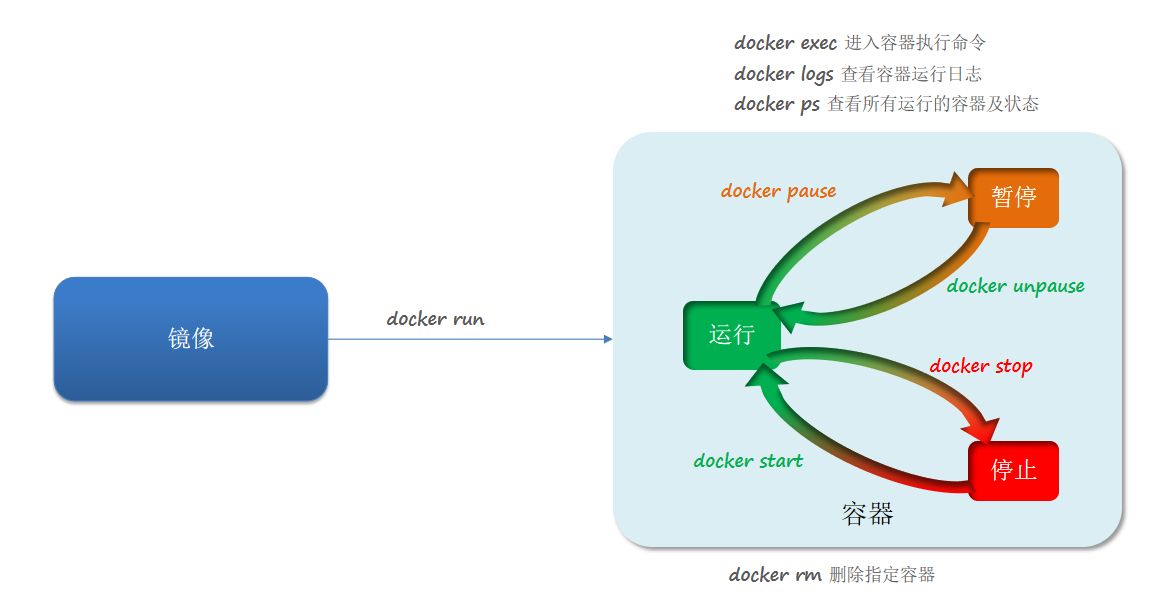 docker exec 进入容器执行命令
docker logs 查看容器运行日志
docker ps 查看所有运行的容器及状态
docker pause
暂停
docker unpause
镜像
docker run
运行
docker stop
docker start
停止
容器
docker rm 删除指定容器